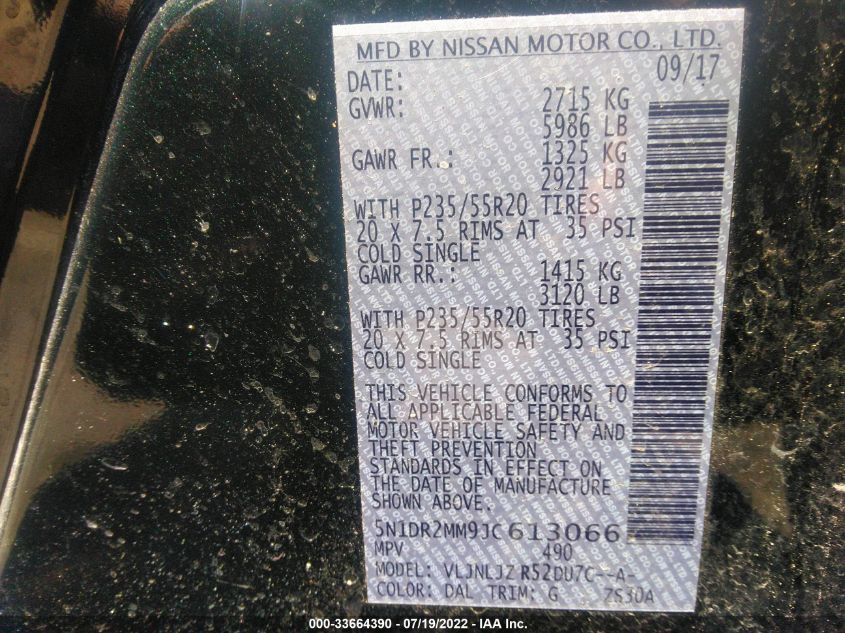 MFD BY NISSAN MOTOR CO., LTD.
DATE: 09/17
GVWR: 2715 KG
5986 LB
GAWR FR.: 1325 KG
2921 LB
WITH P235/55R20 TIRES
20 X 7.5 RIMS AT 35 PSI
COLD SINGLE
GAWR RR.: 1415 KG
3120 LB
WITH P235/55R20 TIRES
20 X 7.5 RIMS AT 35 PSI
COLD SINGLE
THIS VEHICLE CONFORMS TO
ALL APPLICABLE FEDERAL
MOTOR VEHICLE SAFETY AND
THEFT PREVENTION
STANDARDS IN EFFECT ON
THE DATE OF MANUFACTURE
SHOWN ABOVE.
5N1DR2MM9JC613066
MPV 490
MODEL: VLJNLJZ R52DU7C--A-
COLOR: DAL TRIM: G 7S30A
000-33664390 - 07/19/2022 - IAA Inc.